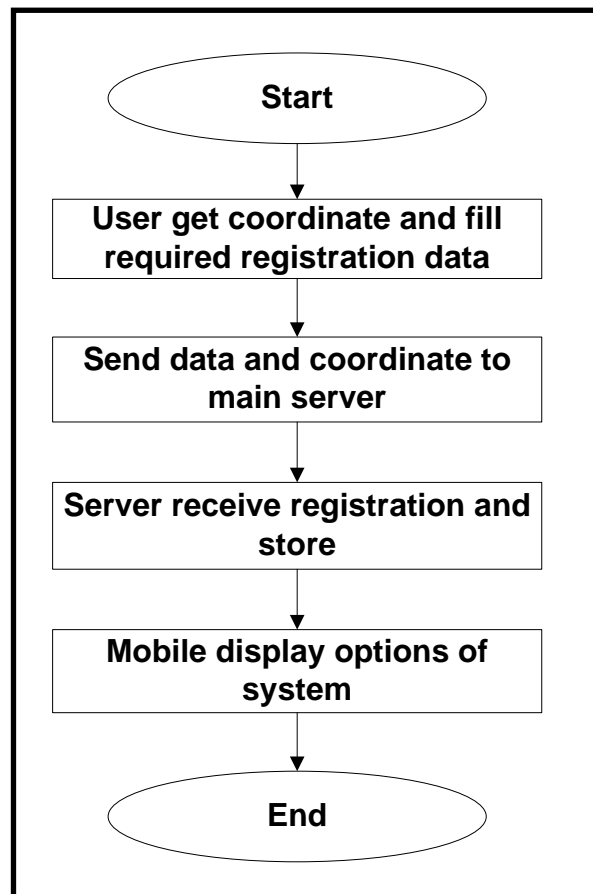 Start
User get coordinate and fill
required registration data
Send data and coordinate to
main server
Server receive registration and
store
Mobile display options of
system
End